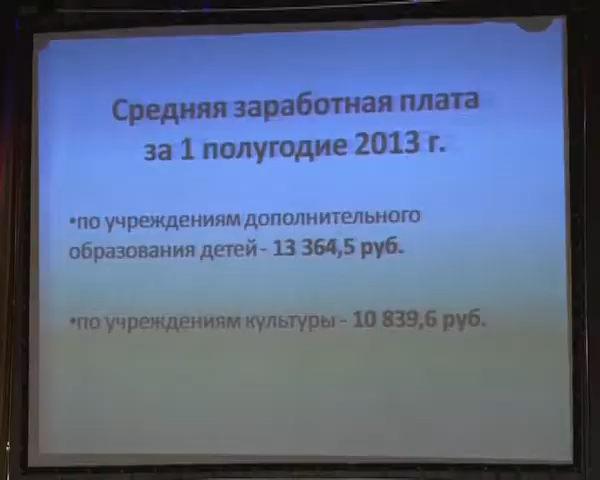 Средняя заработная плата
за 1 полугодие 2013 г.
•по учреждениям дополнительного
образования детей - 13 364,5 руб.
•по учреждениям культуры - 10 839,6 руб.